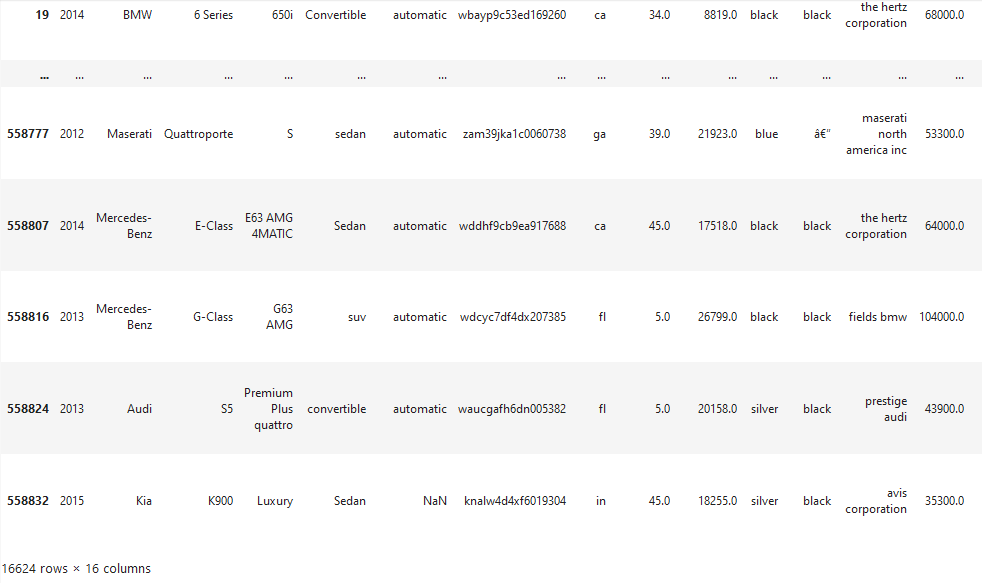 19 2014 BMW 6 Series 650i Convertible automatic wbayp9c53ed169260 ca 34.0 8819.0 black black the hertz corporation 68000.0
... ... ... ... ... ... ... ... ... ... ... ... ... ... ...
558777 2012 Maserati Quattroporte S sedan automatic zam39jka1c0060738 ga 39.0 21923.0 blue â€” maserati north america inc 53300.0
558807 2014 Mercedes-Benz E-Class E63 AMG 4MATIC Sedan automatic wddhf9cb9ea917688 ca 45.0 17518.0 black black the hertz corporation 64000.0
558816 2013 Mercedes-Benz G-Class G63 AMG suv automatic wdcyc7df4dx207385 fl 5.0 26799.0 black black fields bmw 104000.0
558824 2013 Audi S5 Premium Plus quattro convertible automatic waucgafh6dn005382 fl 5.0 20158.0 silver black prestige audi 43900.0
558832 2015 Kia K900 Luxury Sedan NaN knalw4d4xf6019304 in 45.0 18255.0 silver black avis corporation 35300.0
16624 rows × 16 columns